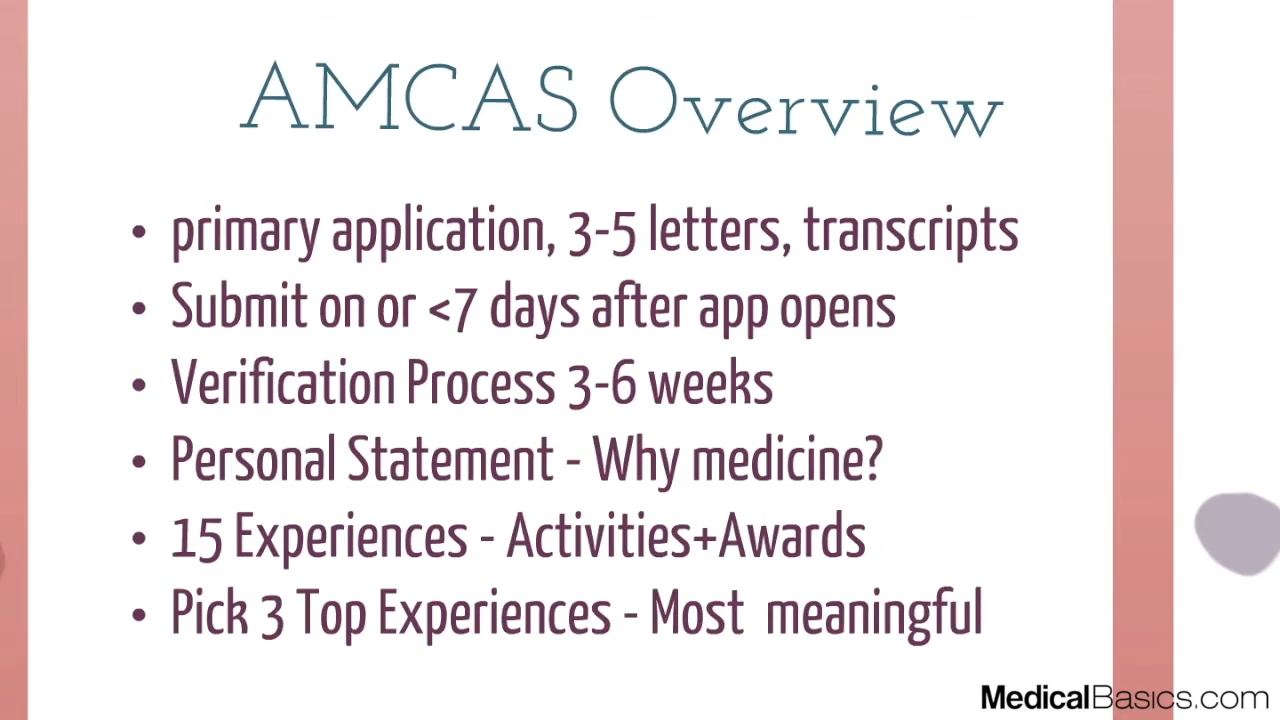 AMCAS Overview
• primary application, 3-5 letters, transcripts
• Submit on or <7 days after app opens
• Verification Process 3-6 weeks
• Personal Statement - Why medicine?
• 15 Experiences - Activities+Awards
• Pick 3 Top Experiences - Most meaningful
MedicalBasics.com